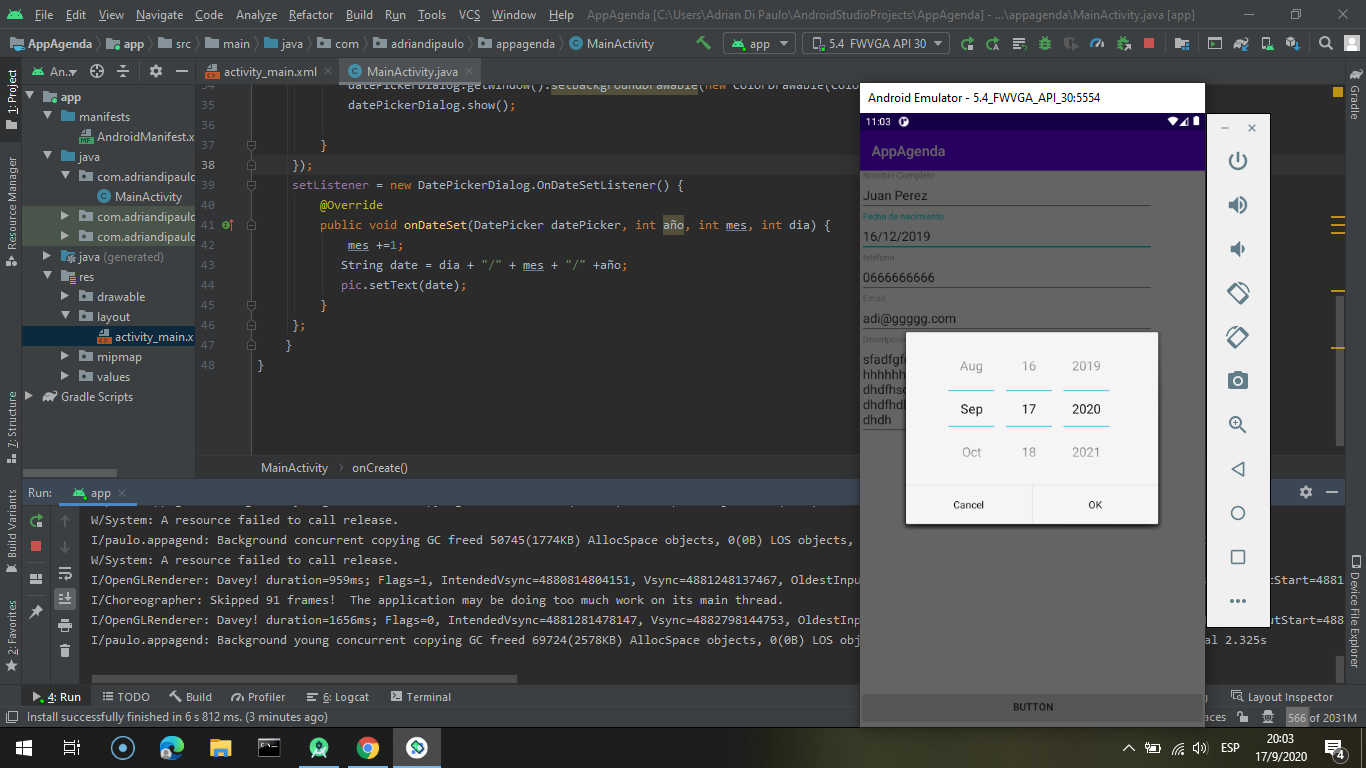 File Edit View Navigate Code Analyze Refactor Build Run Tools VCS Window Help AppAgenda [C:\Users\Adrian Di Paulo\AndroidStudioProjects\AppAgenda] - ...\appagenda\MainActivity.java [app]
AppAgenda app src main java com adriandipaulo appagenda MainActivity app 5.4 FWVGA API 30
1: Project
Resource Manager
7: Structure
Build Variants
2: Favorites
An..
app
manifests
AndroidManifest.x
java
com.adriandipaulo
MainActivity
com.adriandipaulo
com.adriandipaulo
java (generated)
res
drawable
layout
activity_main.x
mipmap
values
Gradle Scripts
activity_main.xml MainActivity.java
34 datePickerDialog.getWindow().setBackgroundDrawable(new ColorDrawable(Colo
35 datePickerDialog.show();
36
37 }
38 });
39 setListener = new DatePickerDialog.OnDateSetListener() {
40 @Override
41 public void onDateSet(DatePicker datePicker, int año, int mes, int dia) {
42 mes +=1;
43 String date = dia + "/" + mes + "/" +año;
44 pic.setText(date);
45 }
46 };
47 }
48 }
MainActivity onCreate()
Android Emulator - 5.4_FWVGA_API_30:5554
11:03
AppAgenda
Nombre Completo
Juan Perez
Fecha de nacimiento
16/12/2019
telefono
0666666666
Email
adi@ggggg.com
Descripci
sfadfgf
hhhhhh
dhdfhs
dhdfhdl
dhdh
Aug 16 2019
Sep 17 2020
Oct 18 2021
Cancel OK
BUTTON
Gradle
Device File Explorer
Run: app
W/System: A resource failed to call release.
I/paulo.appagend: Background concurrent copying GC freed 50745(1774KB) AllocSpace objects, 0(0B) LOS objects,
W/System: A resource failed to call release.
I/OpenGLRenderer: Davey! duration=959ms; Flags=1, IntendedVsync=4880814804151, Vsync=4881248137467, OldestInpu tStart=4881
I/Choreographer: Skipped 91 frames! The application may be doing too much work on its main thread.
I/OpenGLRenderer: Davey! duration=1656ms; Flags=0, IntendedVsync=4881281478147, Vsync=4882798144753, OldestInp utStart=488
I/paulo.appagend: Background young concurrent copying GC freed 69724(2578KB) AllocSpace objects, 0(0B) LOS obj al 2.325s
4: Run TODO Build Profiler 6: Logcat Terminal Layout Inspector
Install successfully finished in 6 s 812 ms. (3 minutes ago) aces 566 of 2031M
ESP 20:03
17/9/2020 4